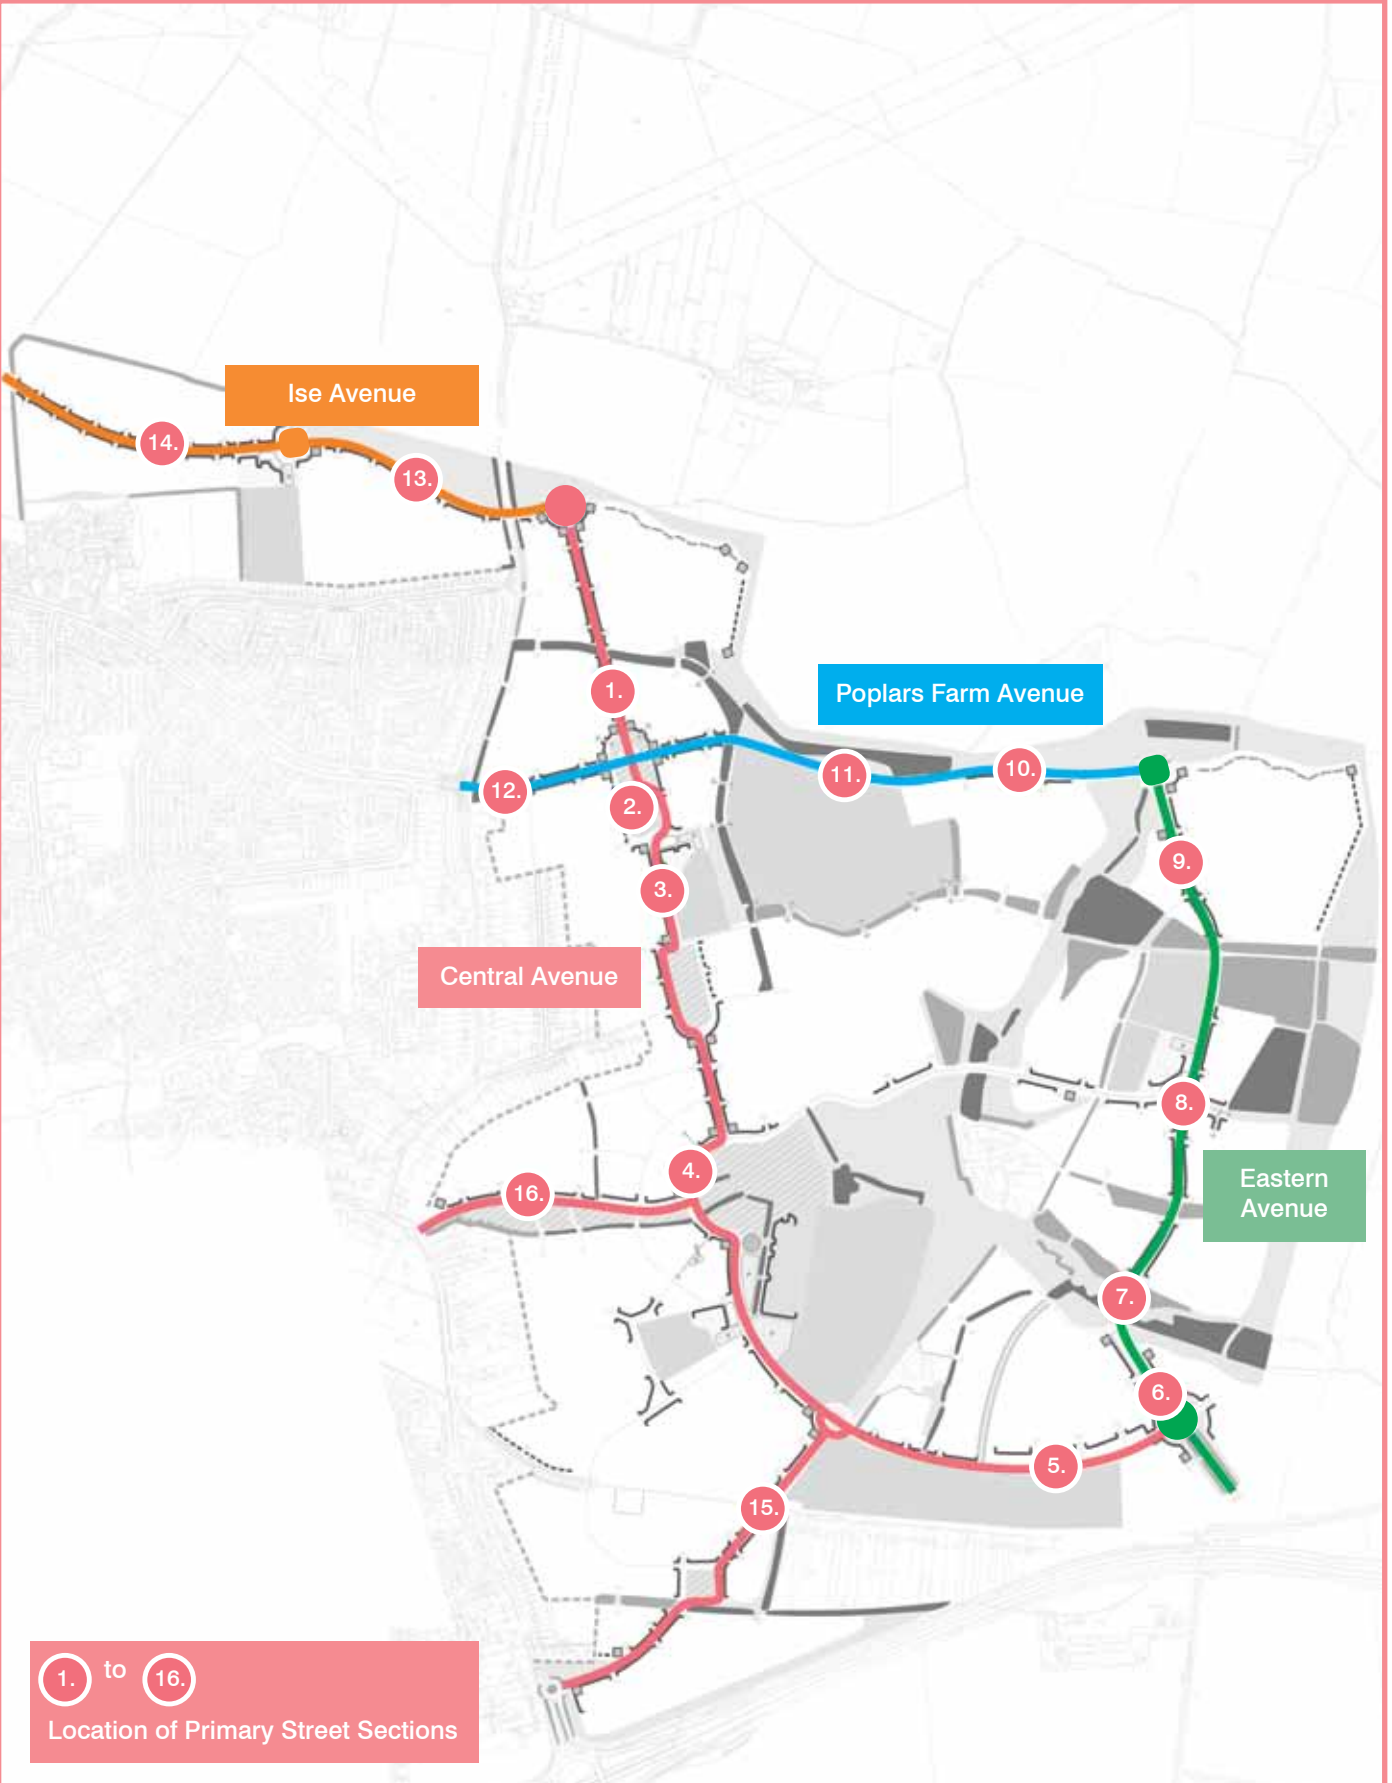 Ise Avenue
14.
13.
1.
Poplars Farm Avenue
12.
11.
10.
2.
9.
3.
Central Avenue
8.
4.
16.
Eastern
Avenue
7.
6.
5.
15.
1. to 16.
Location of Primary Street Sections